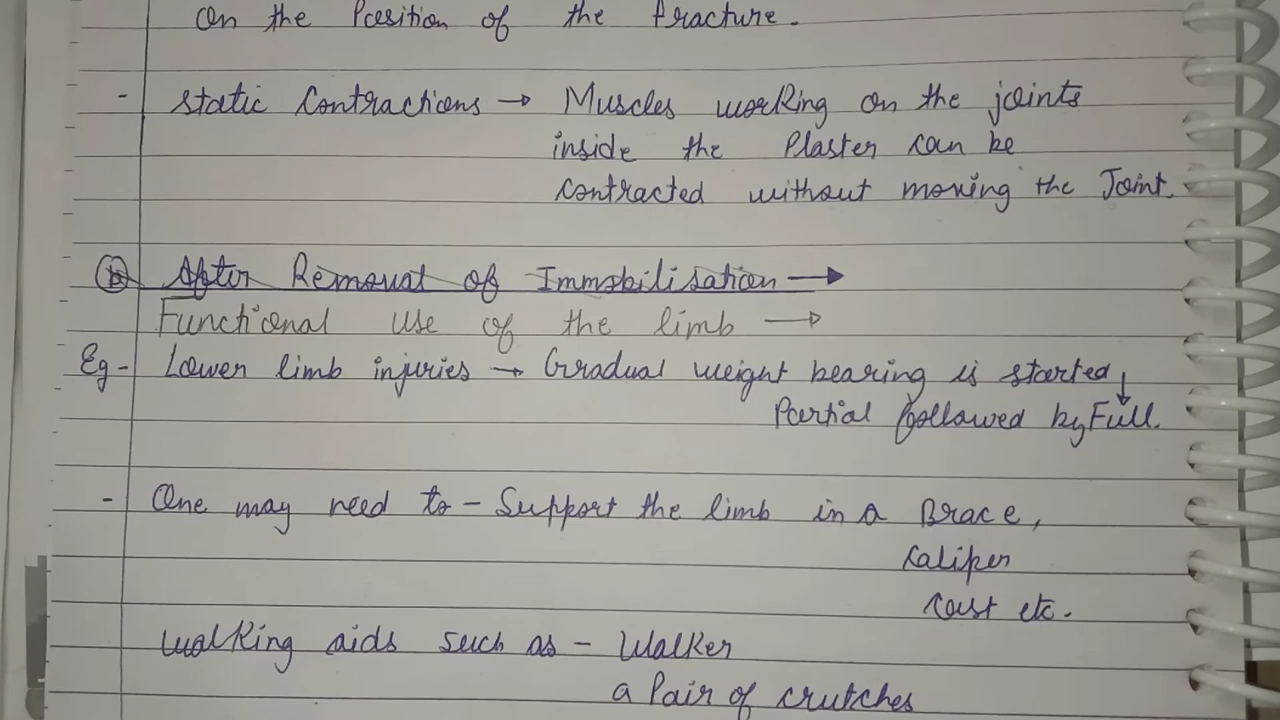 on the Position of the fracture.
- Static Contractions → Muscles working on the joints
inside the Plaster can be
contracted without moving the Joint.
(b) After Removal of Immobilisation →
Functional use of the limb →
Eg - Lower limb injuries → Gradual weight bearing is started ↓
Partial followed by Full.
- One may need to - Support the limb in a Brace,
Caliper
Cast etc.
Walking aids such as - Walker
a Pair of crutches